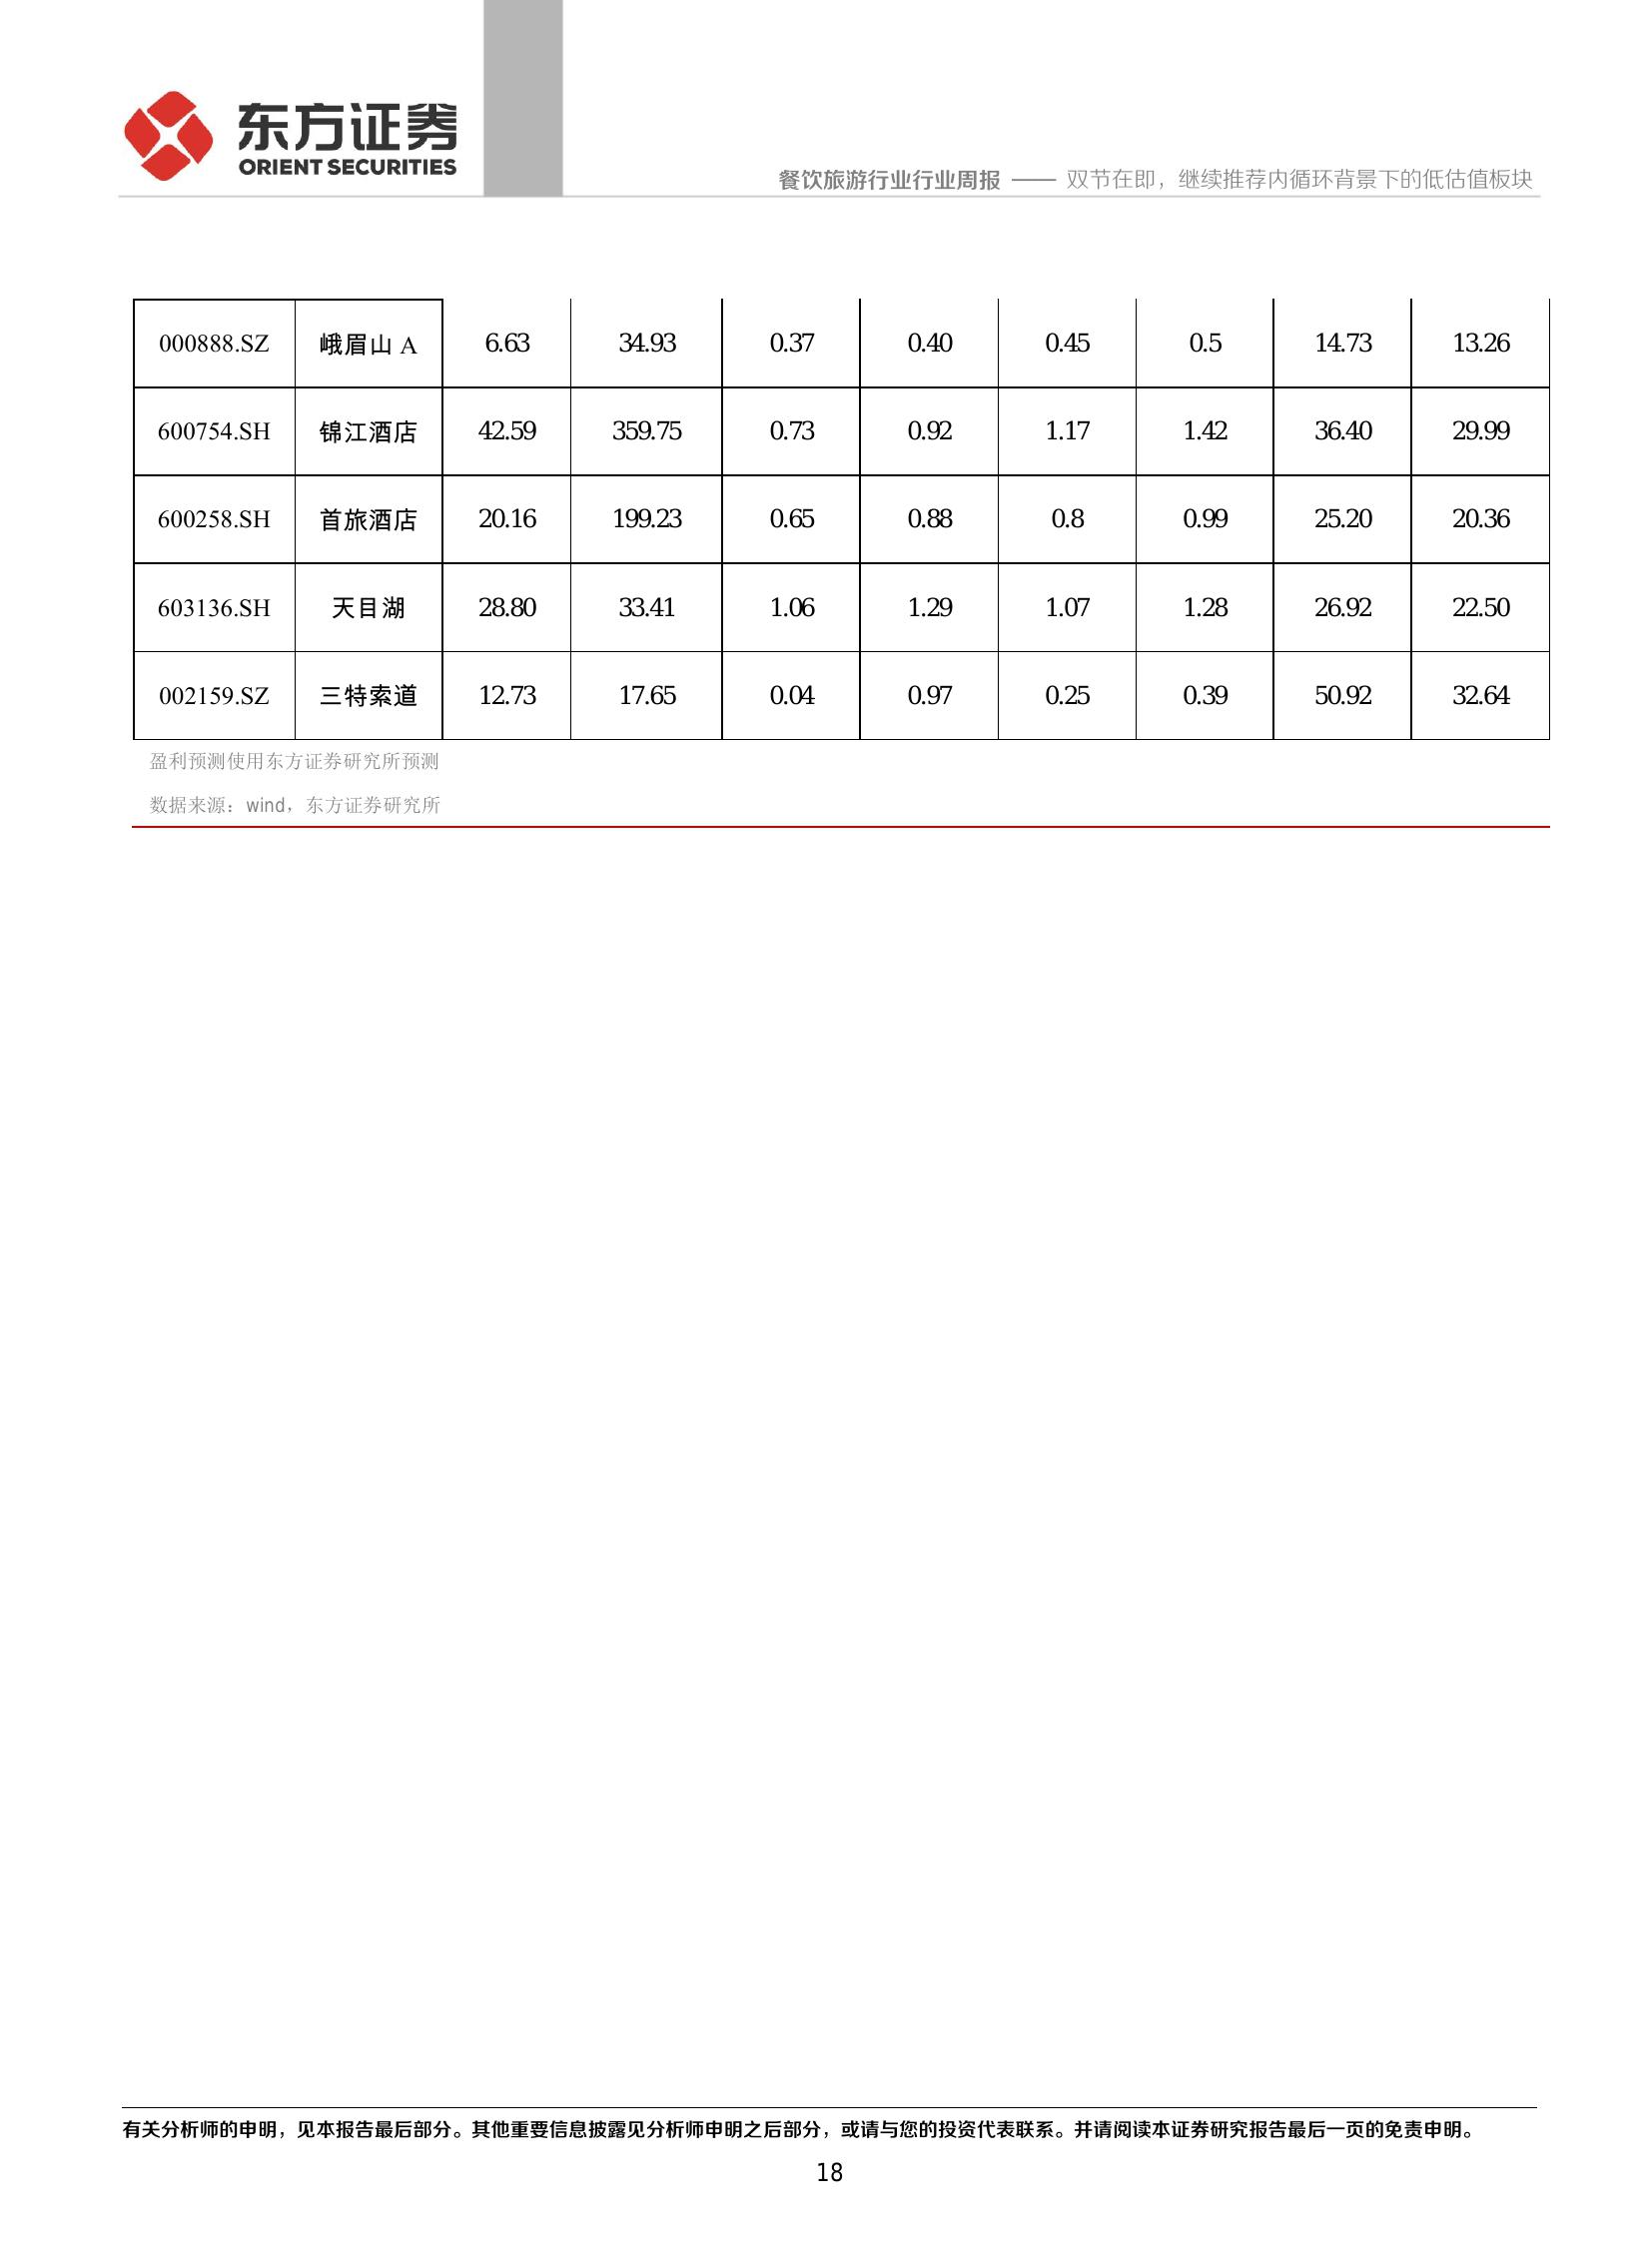 东方证券
ORIENT SECURITIES
餐饮旅游行业行业周报 —— 双节在即，继续推荐内循环背景下的低估值板块
000888.SZ 峨眉山 A 6.63 34.93 0.37 0.40 0.45 0.5 14.73 13.26
600754.SH 锦江酒店 42.59 359.75 0.73 0.92 1.17 1.42 36.40 29.99
600258.SH 首旅酒店 20.16 199.23 0.65 0.88 0.8 0.99 25.20 20.36
603136.SH 天目湖 28.80 33.41 1.06 1.29 1.07 1.28 26.92 22.50
002159.SZ 三特索道 12.73 17.65 0.04 0.97 0.25 0.39 50.92 32.64
盈利预测使用东方证券研究所预测
数据来源：wind，东方证券研究所
有关分析师的申明，见本报告最后部分。其他重要信息披露见分析师申明之后部分，或请与您的投资代表联系。并请阅读本证券研究报告最后一页的免责申明。
18